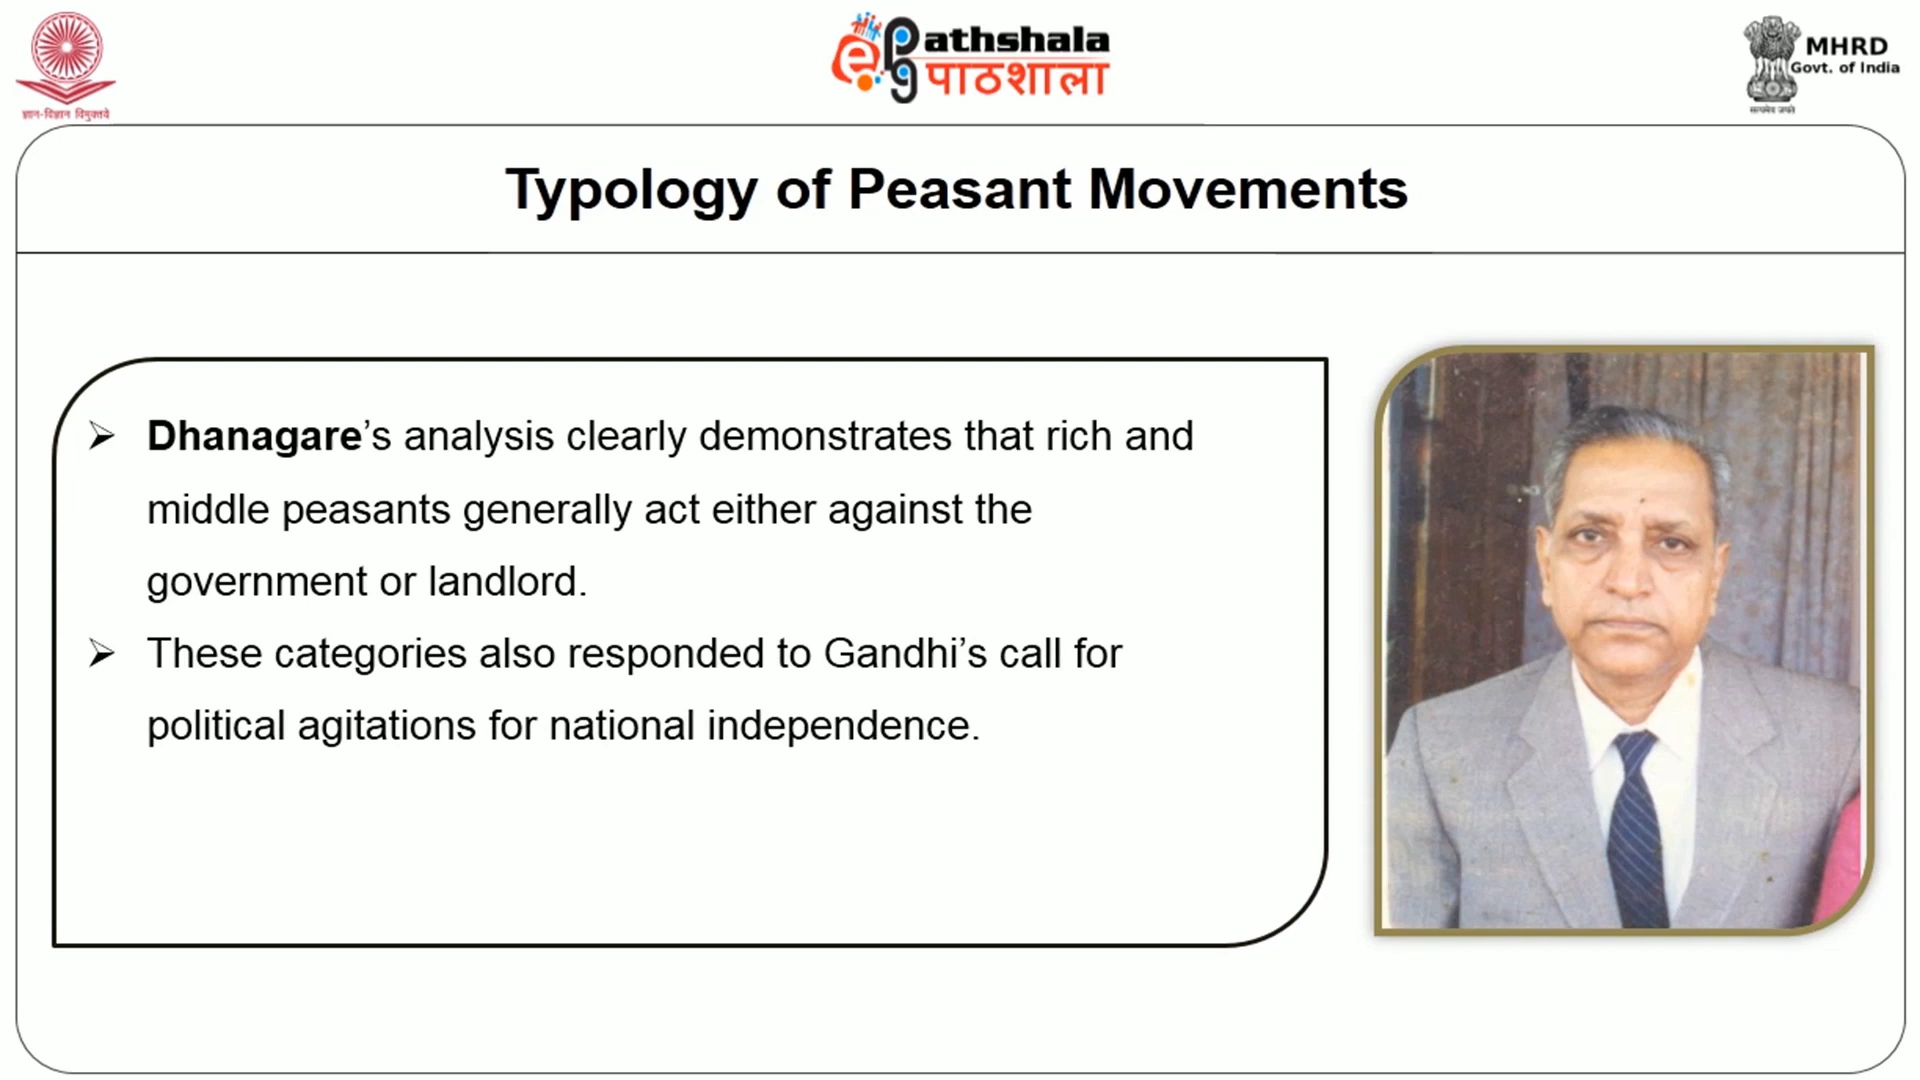 ज्ञान-विज्ञान विमुक्तये
ePg
athshala
पाठशाला
MHRD
Govt. of India
सत्यमेव जयते
Typology of Peasant Movements
➢ Dhanagare’s analysis clearly demonstrates that rich and
middle peasants generally act either against the
government or landlord.
➢ These categories also responded to Gandhi’s call for
political agitations for national independence.